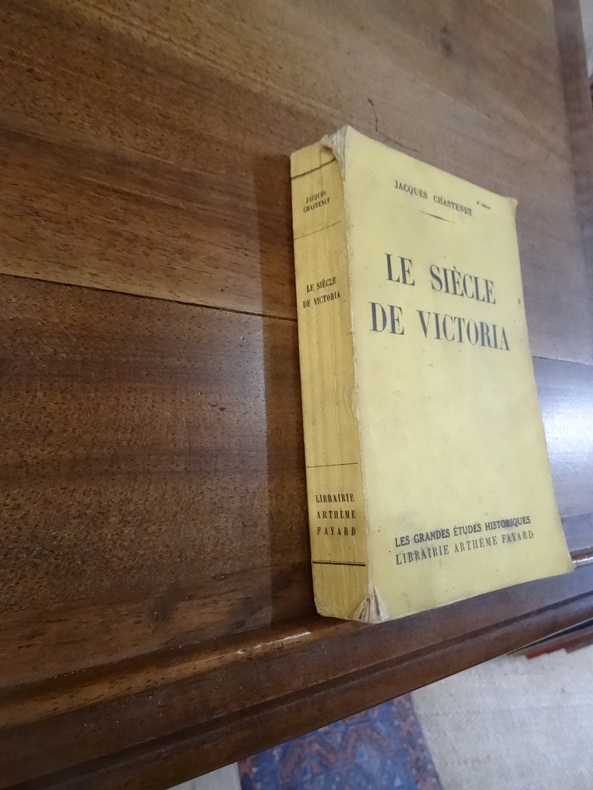 JACQUES
CHASTENET
LE SIÈCLE
DE VICTORIA
LIBRAIRIE
ARTHÈME
FAYARD
JACQUES CHASTENET
LE SIÈCLE
DE VICTORIA
LES GRANDES ÉTUDES HISTORIQUES
LIBRAIRIE ARTHÈME FAYARD